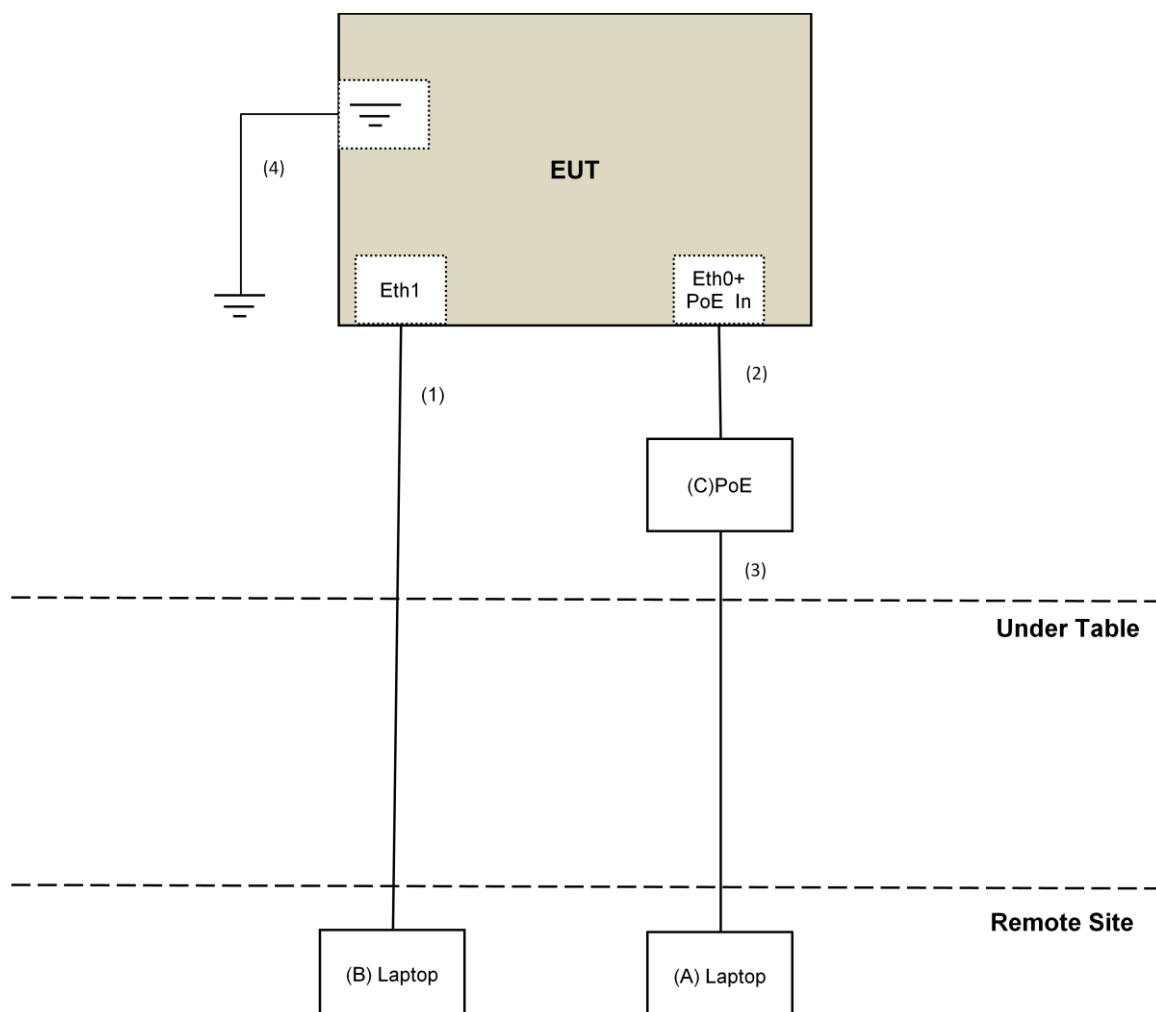 (4)
EUT
Eth1
Eth0+
PoE In
(1)
(2)
(C)PoE
(3)
Under Table
Remote Site
(B) Laptop
(A) Laptop